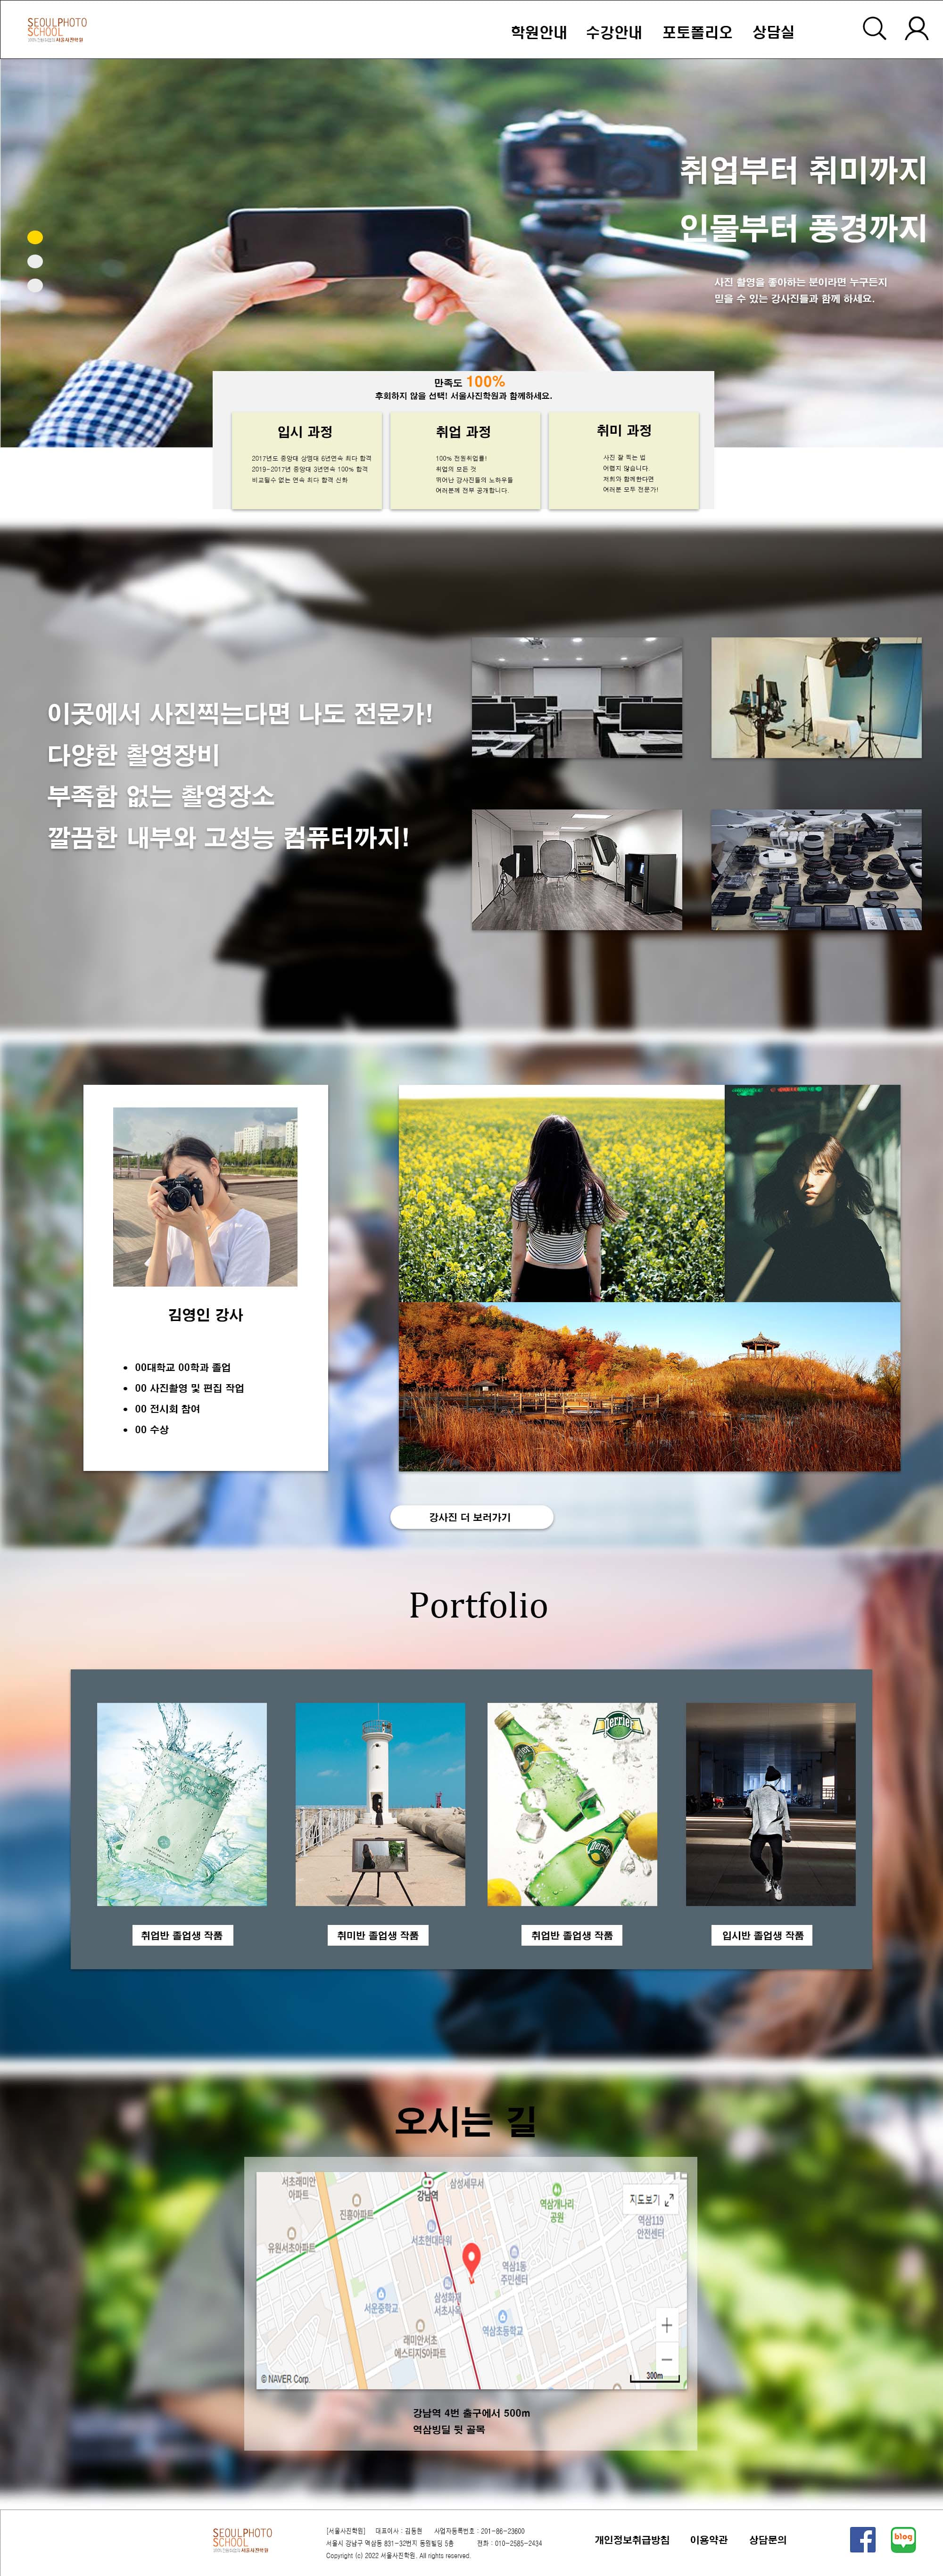 SEOULPHOTO
SCHOOL
학원안내 수강안내 포토폴리오 상담실
취업부터 취미까지
인물부터 풍경까지
사진 촬영을 좋아하는 분이라면 누구든지
믿을 수 있는 강사진들과 함께 하세요.
만족도 100%
후회하지 않을 선택! 서울사진학원과 함께하세요.
입시 과정
2017년도 중앙대 상명대 6년연속 최다 합격
2019~2017년 중앙대 3년연속 100% 합격
비교될수 없는 연속 최다 합격 신화
취업 과정
100% 전원취업률!
취업의 모든 것
뛰어난 강사진들의 노하우들
여러분께 전부 공개합니다.
취미 과정
사진 잘 찍는 법
어렵지 않습니다.
저희와 함께한다면
여러분 모두 전문가!
이곳에서 사진찍는다면 나도 전문가!
다양한 촬영장비
부족함 없는 촬영장소
깔끔한 내부와 고성능 컴퓨터까지!
김영인 강사
00대학교 00학과 졸업
00 사진촬영 및 편집 작업
00 전시회 참여
00 수상
강사진 더 보러가기
Portfolio
perrier
perrier
perrier
취업반 졸업생 작품
취미반 졸업생 작품
취업반 졸업생 작품
입시반 졸업생 작품
오시는 길
서초래미안
아파트
강남역
삼성세무서
진흥아파트
역삼개나리
공원
지도보기
역삼119
안전센터
유원서초아파트
서초현대타워
역삼1동
주민센터
서운중학교
삼성화재
서초사옥
역삼초등학교
래미안서초
에스티지S아파트
© NAVER Corp.
300m
강남역 4번 출구에서 500m
역삼빙딜 뒷 골목
SEOULPHOTO
SCHOOL
[서울사진학원] 대표이사 : 김동현 사업자등록번호 : 201-86-23600
서울시 강남구 역삼동 831-32번지 동원빌딩 5층 전화 : 010-2585-2434
Copyright (c) 2022 서울사진학원. All rights reserved.
개인정보취급방침 이용약관 상담문의
f
blog